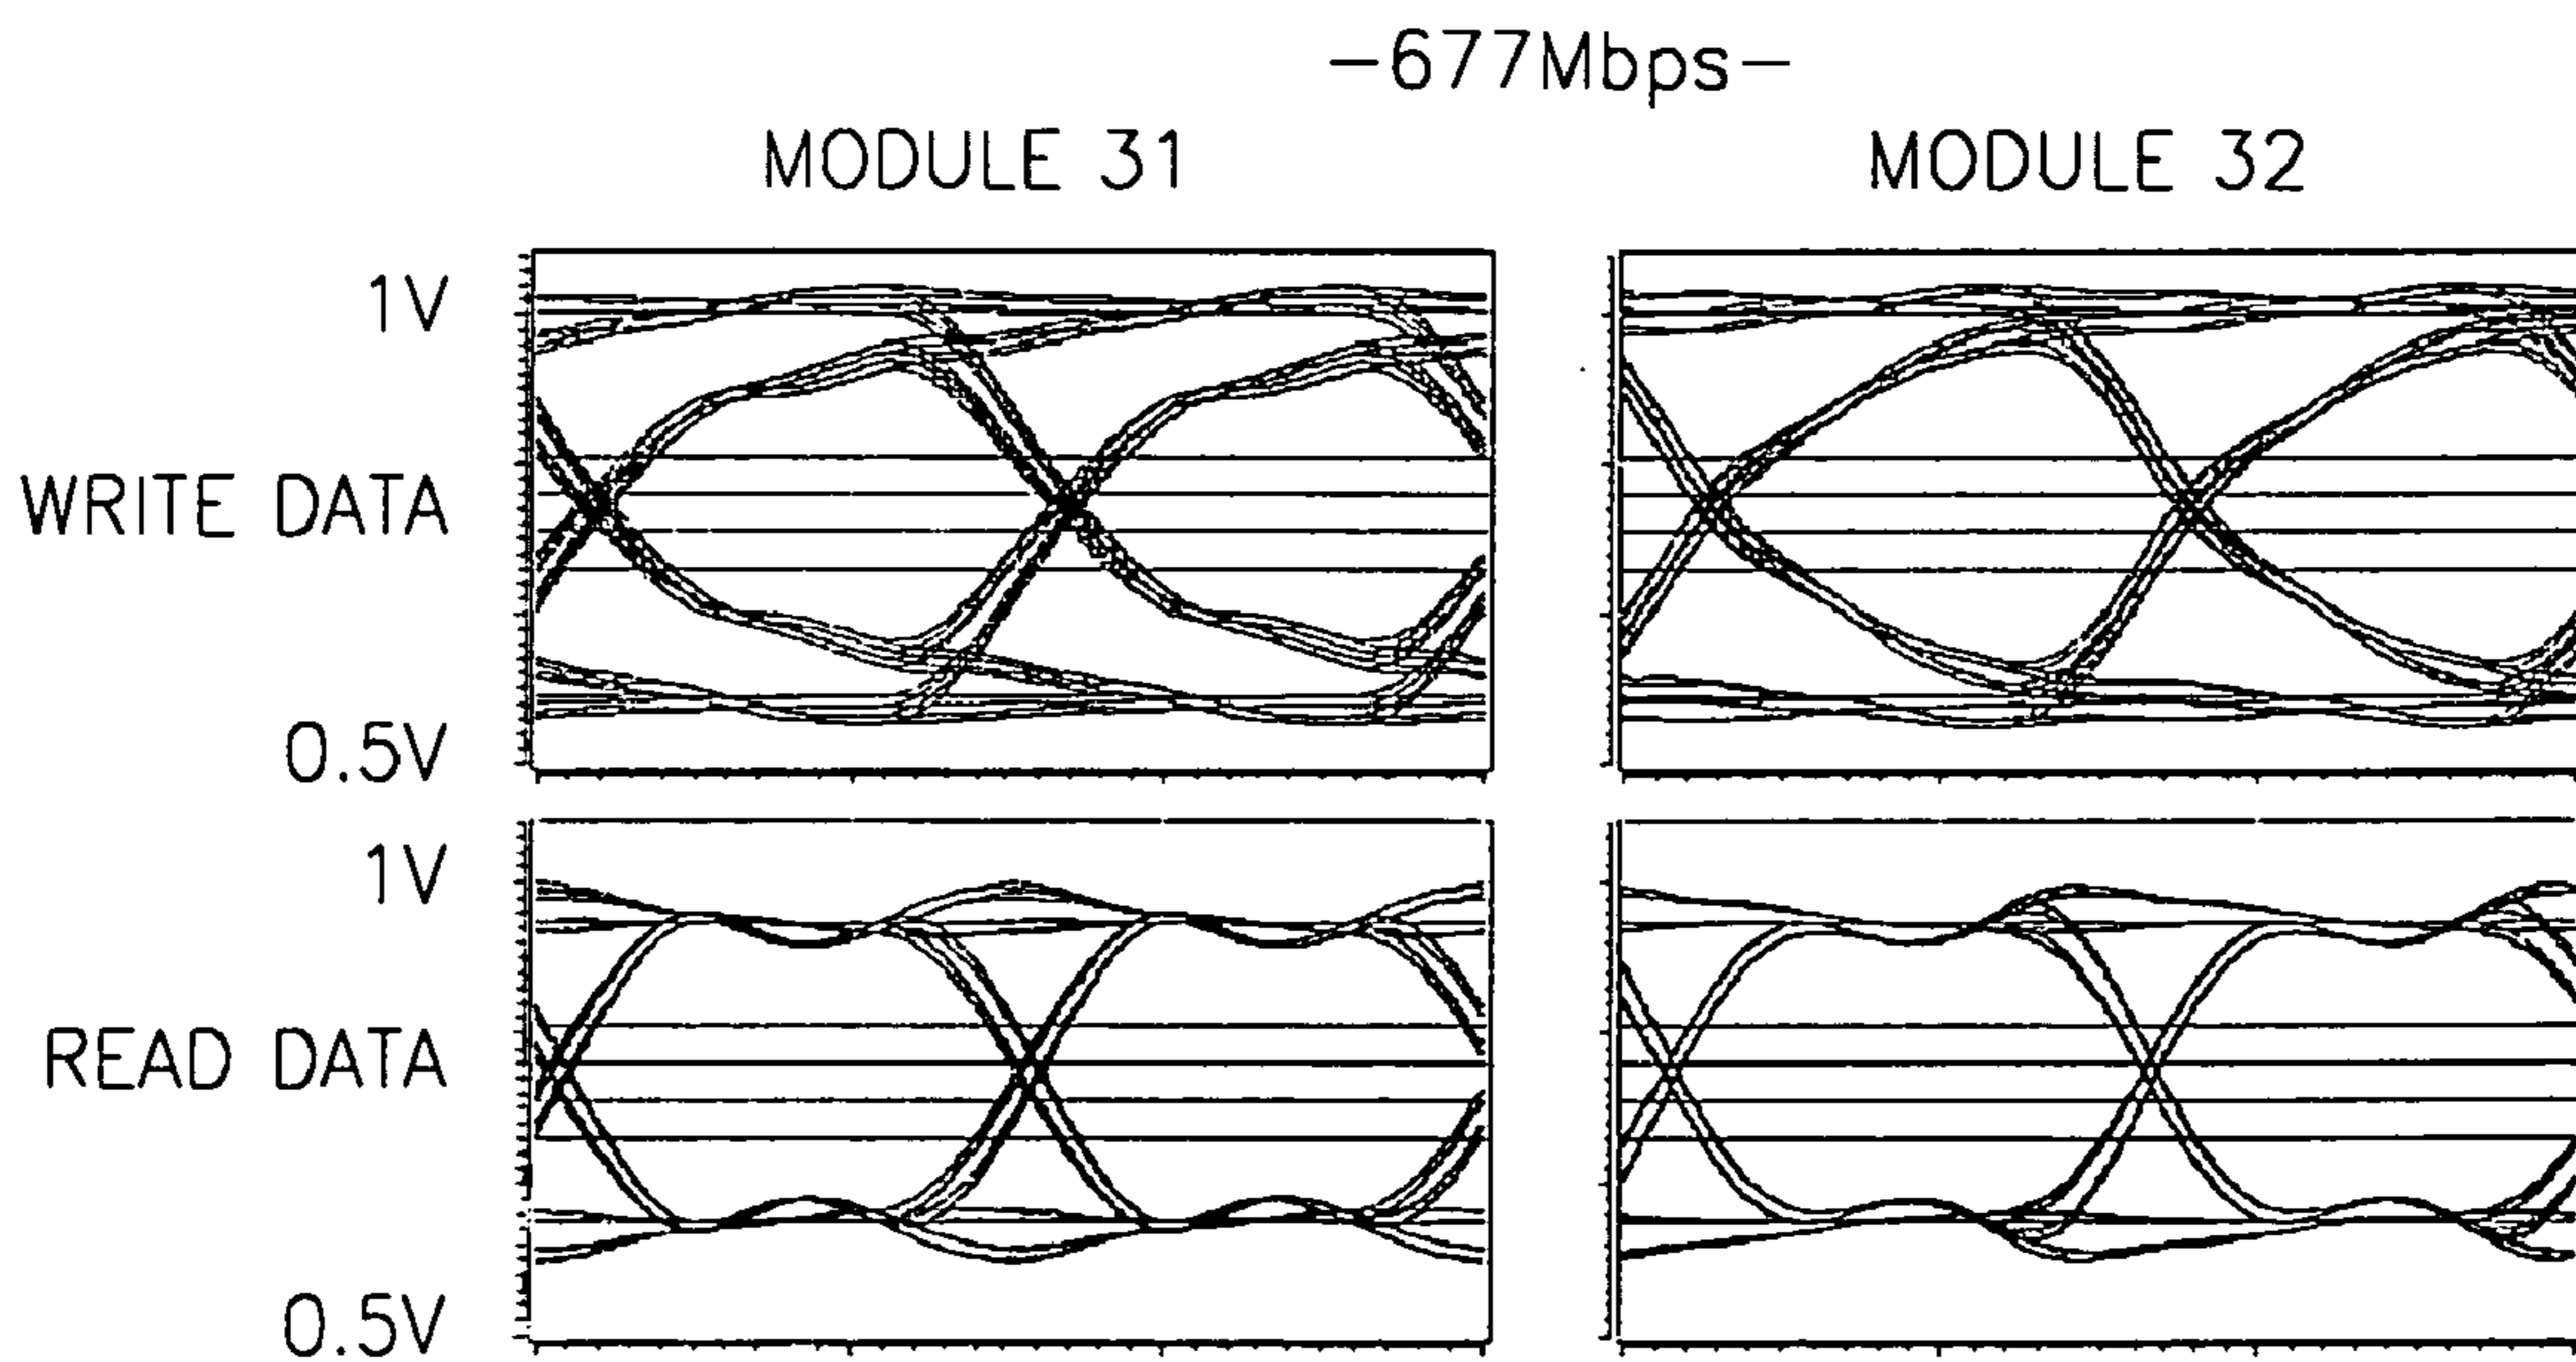 -677Mbps-
MODULE 31 MODULE 32
1V
WRITE DATA
0.5V
1V
READ DATA
0.5V